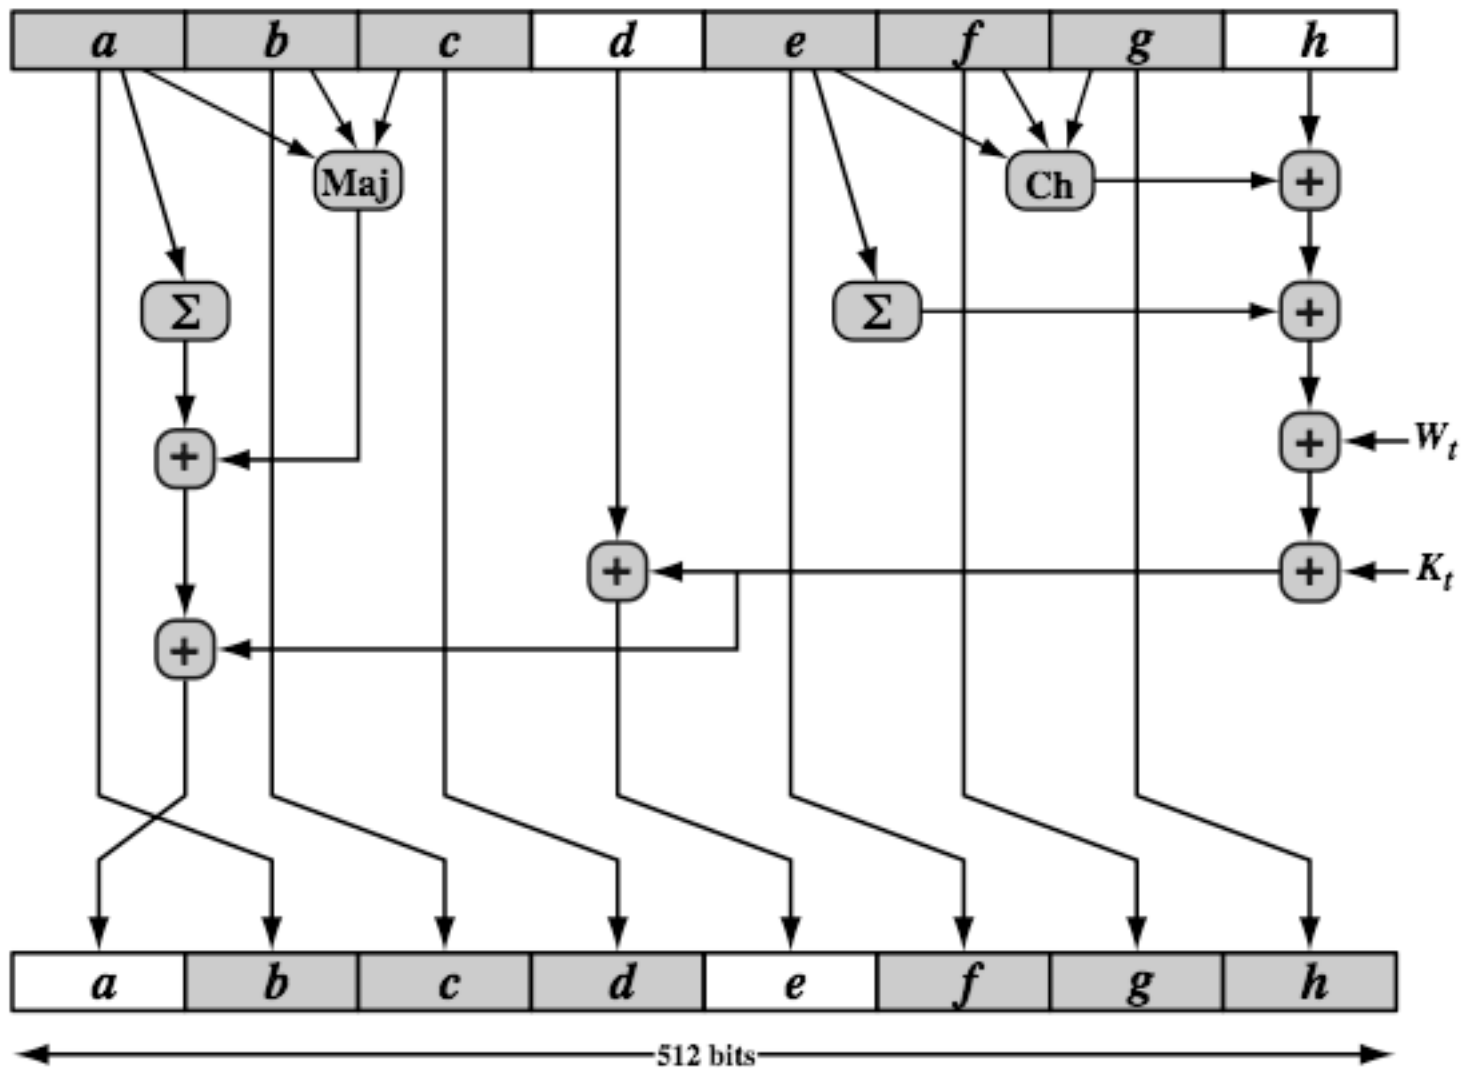 a b c d e f g h
Maj Ch +
Σ Σ +
+ + Wt
+ + Kt
+
a b c d e f g h
512 bits